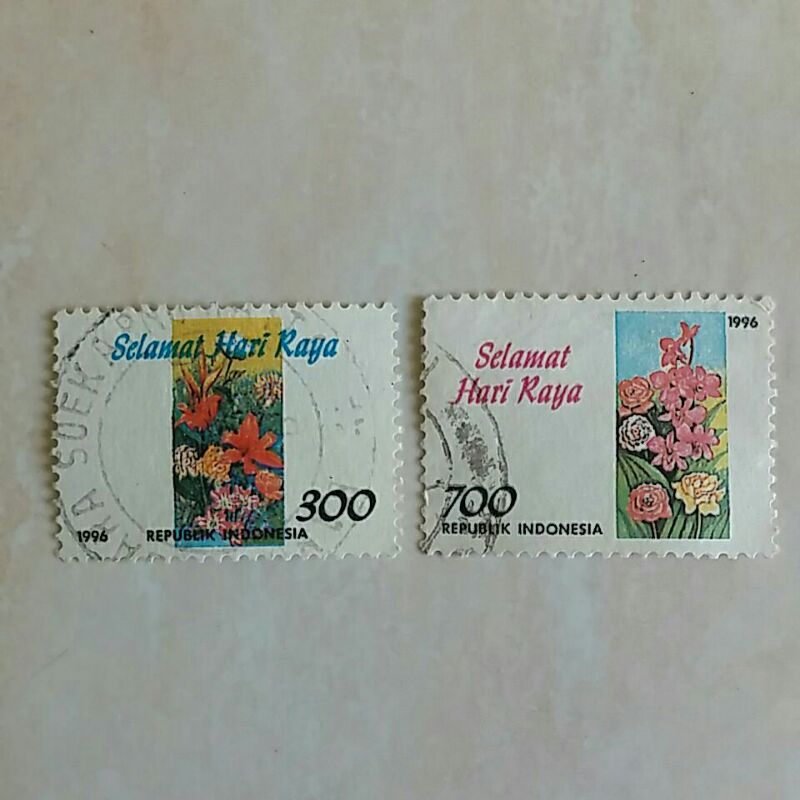 Selamat Hari Raya
300
1996 REPUBLIK INDONESIA
1996
Selamat
Hari Raya
700
REPUBLIK INDONESIA